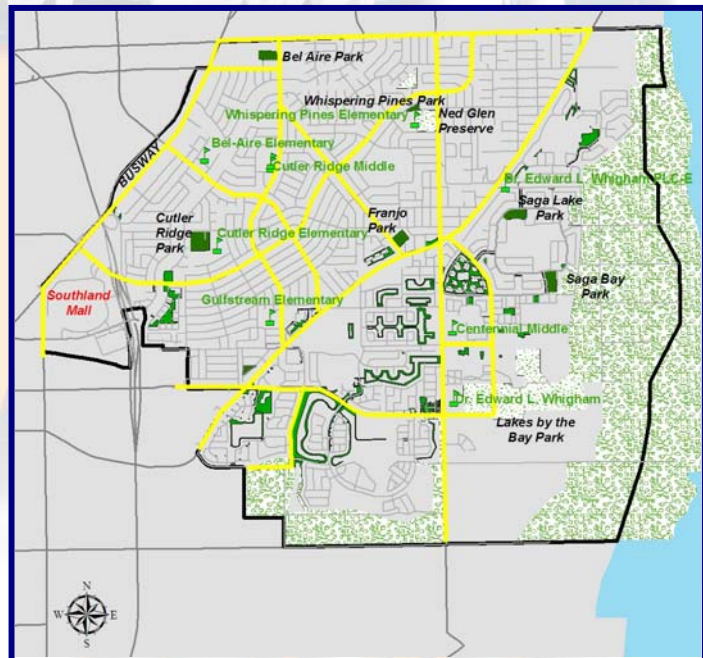 Bel Aire Park
Whispering Pines Park
Whispering Pines Elementary
Ned Glen
Preserve
Bel-Aire Elementary
BUSWAY
Cutler Ridge Middle
Dr. Edward L. Whigham PLC-E
Saga Lake
Park
Cutler
Ridge
Park
Franjo
Park
Cutler Ridge Elementary
Saga Bay
Park
Southland
Mall
Gulfstream Elementary
Centennial Middle
Dr. Edward L. Whigham
Lakes by the
Bay Park
N
W
E
S